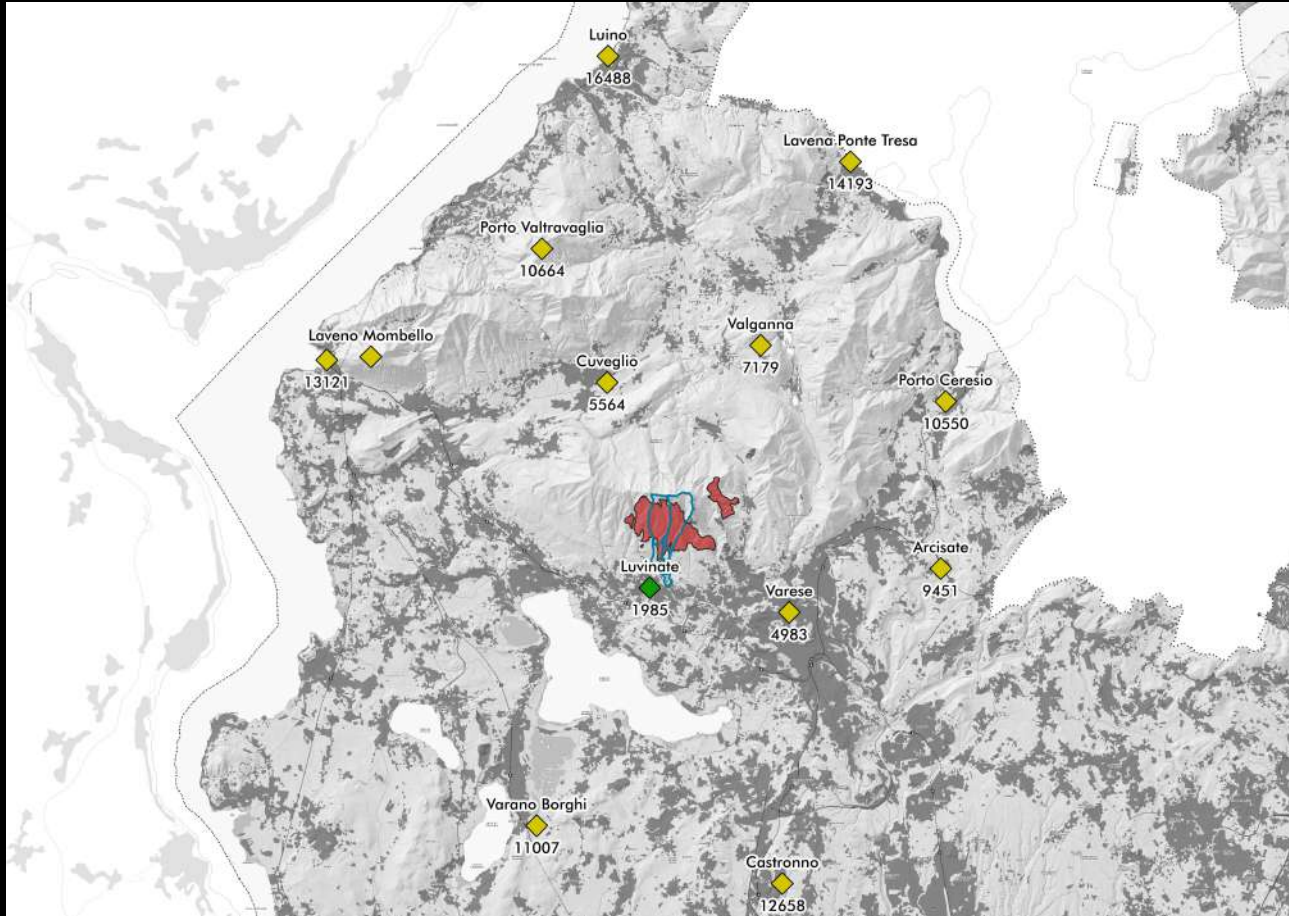 Luino
16488
Lavena Ponte Tresa
14193
Porto Valtravaglia
10664
Laveno Mombello
13121
Valganna
7179
Cuveglio
5564
Porto Ceresio
10550
Arcisate
9451
Luvinate
1985
Varese
4983
Varano Borghi
11007
Castronno
12658